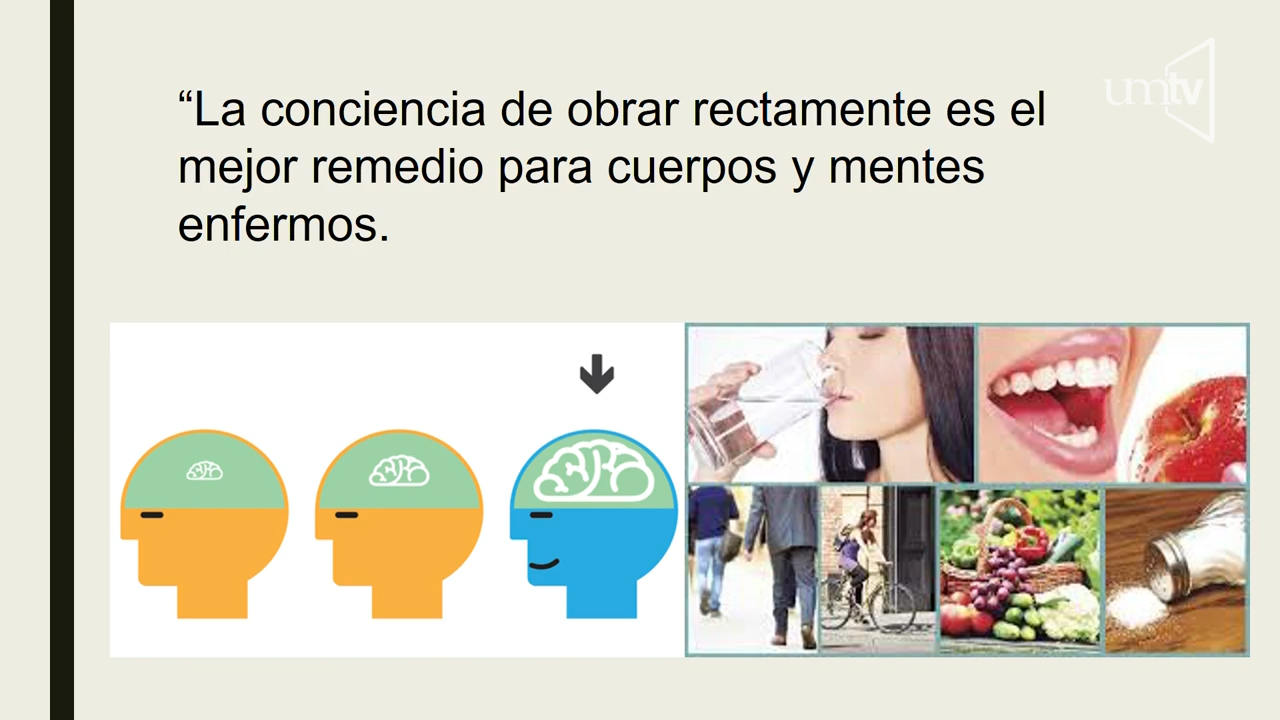 “La conciencia de obrar rectamente es el
mejor remedio para cuerpos y mentes
enfermos.
umtv